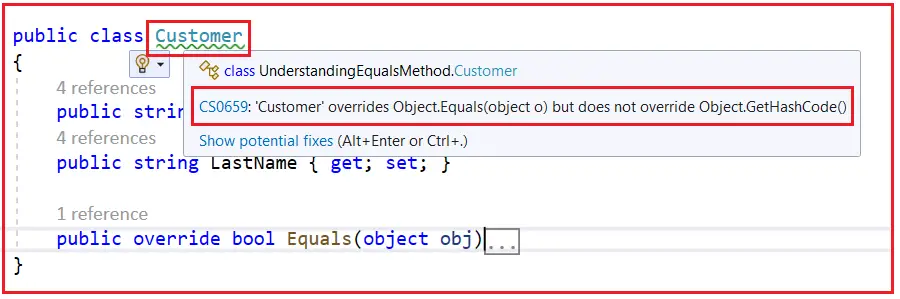 public class Customer
{
class UnderstandingEqualsMethod.Customer
4 references
public strin
CS0659: 'Customer' overrides Object.Equals(object o) but does not override Object.GetHashCode()
4 references
Show potential fixes (Alt+Enter or Ctrl+.)
public string LastName { get; set; }
1 reference
public override bool Equals(object obj)...
}